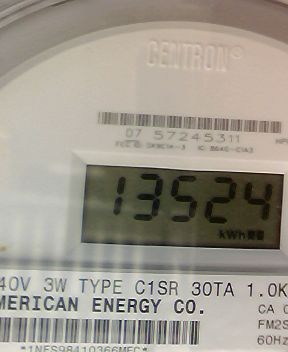 CENTRON®
07 57245311
13524
kWh
40V 3W TYPE C1SR 30TA 1.0K
MERICAN ENERGY CO.
CA
FM2S
60Hz